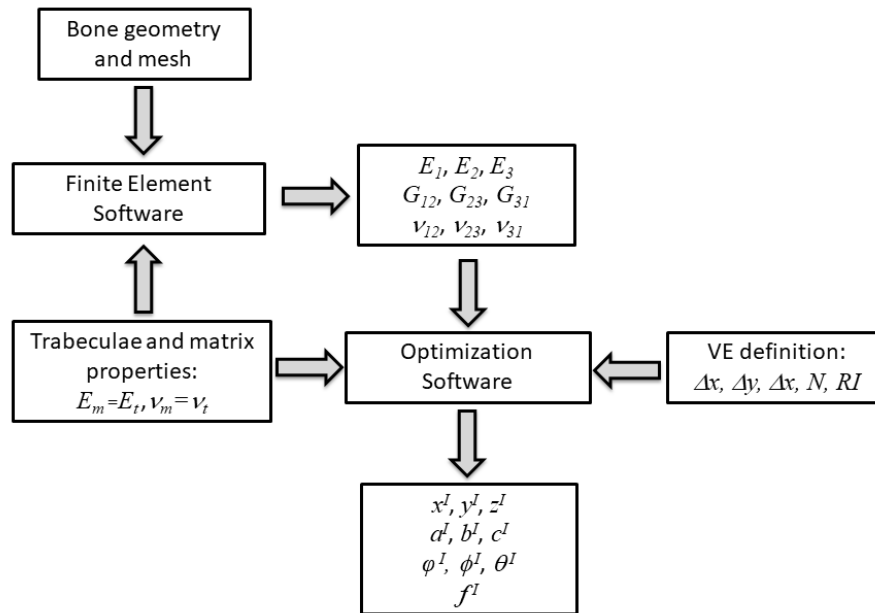 Bone geometry
and mesh
Finite Element
Software
E₁, E₂, E₃
G₁₂, G₂₃, G₃₁
ν₁₂, ν₂₃, ν₃₁
Trabeculae and matrix
properties:
Eₘ=Eₜ, νₘ=νₜ
Optimization
Software
VE definition:
Δx, Δy, Δx, N, RI
xᴵ, yᴵ, zᴵ
aᴵ, bᴵ, cᴵ
φᴵ, ϕᴵ, θᴵ
fᴵ